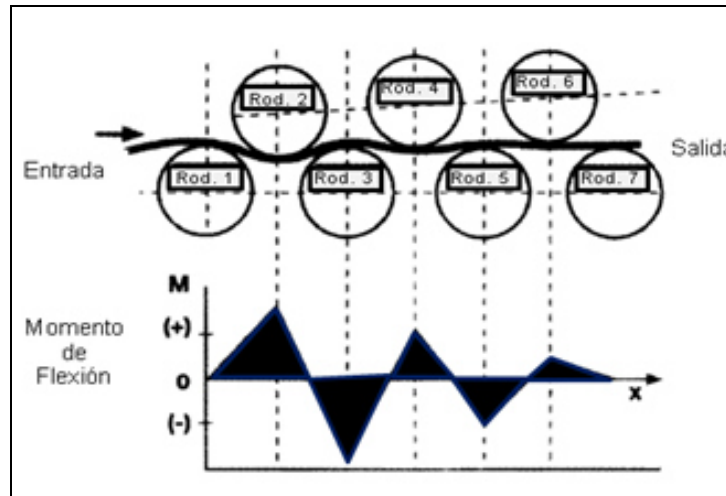 Rod. 2
Rod. 4
Rod. 6
Entrada
Salida
Rod. 1
Rod. 3
Rod. 5
Rod. 7
M
Momento
de
Flexión
(+)
0
x
(-)